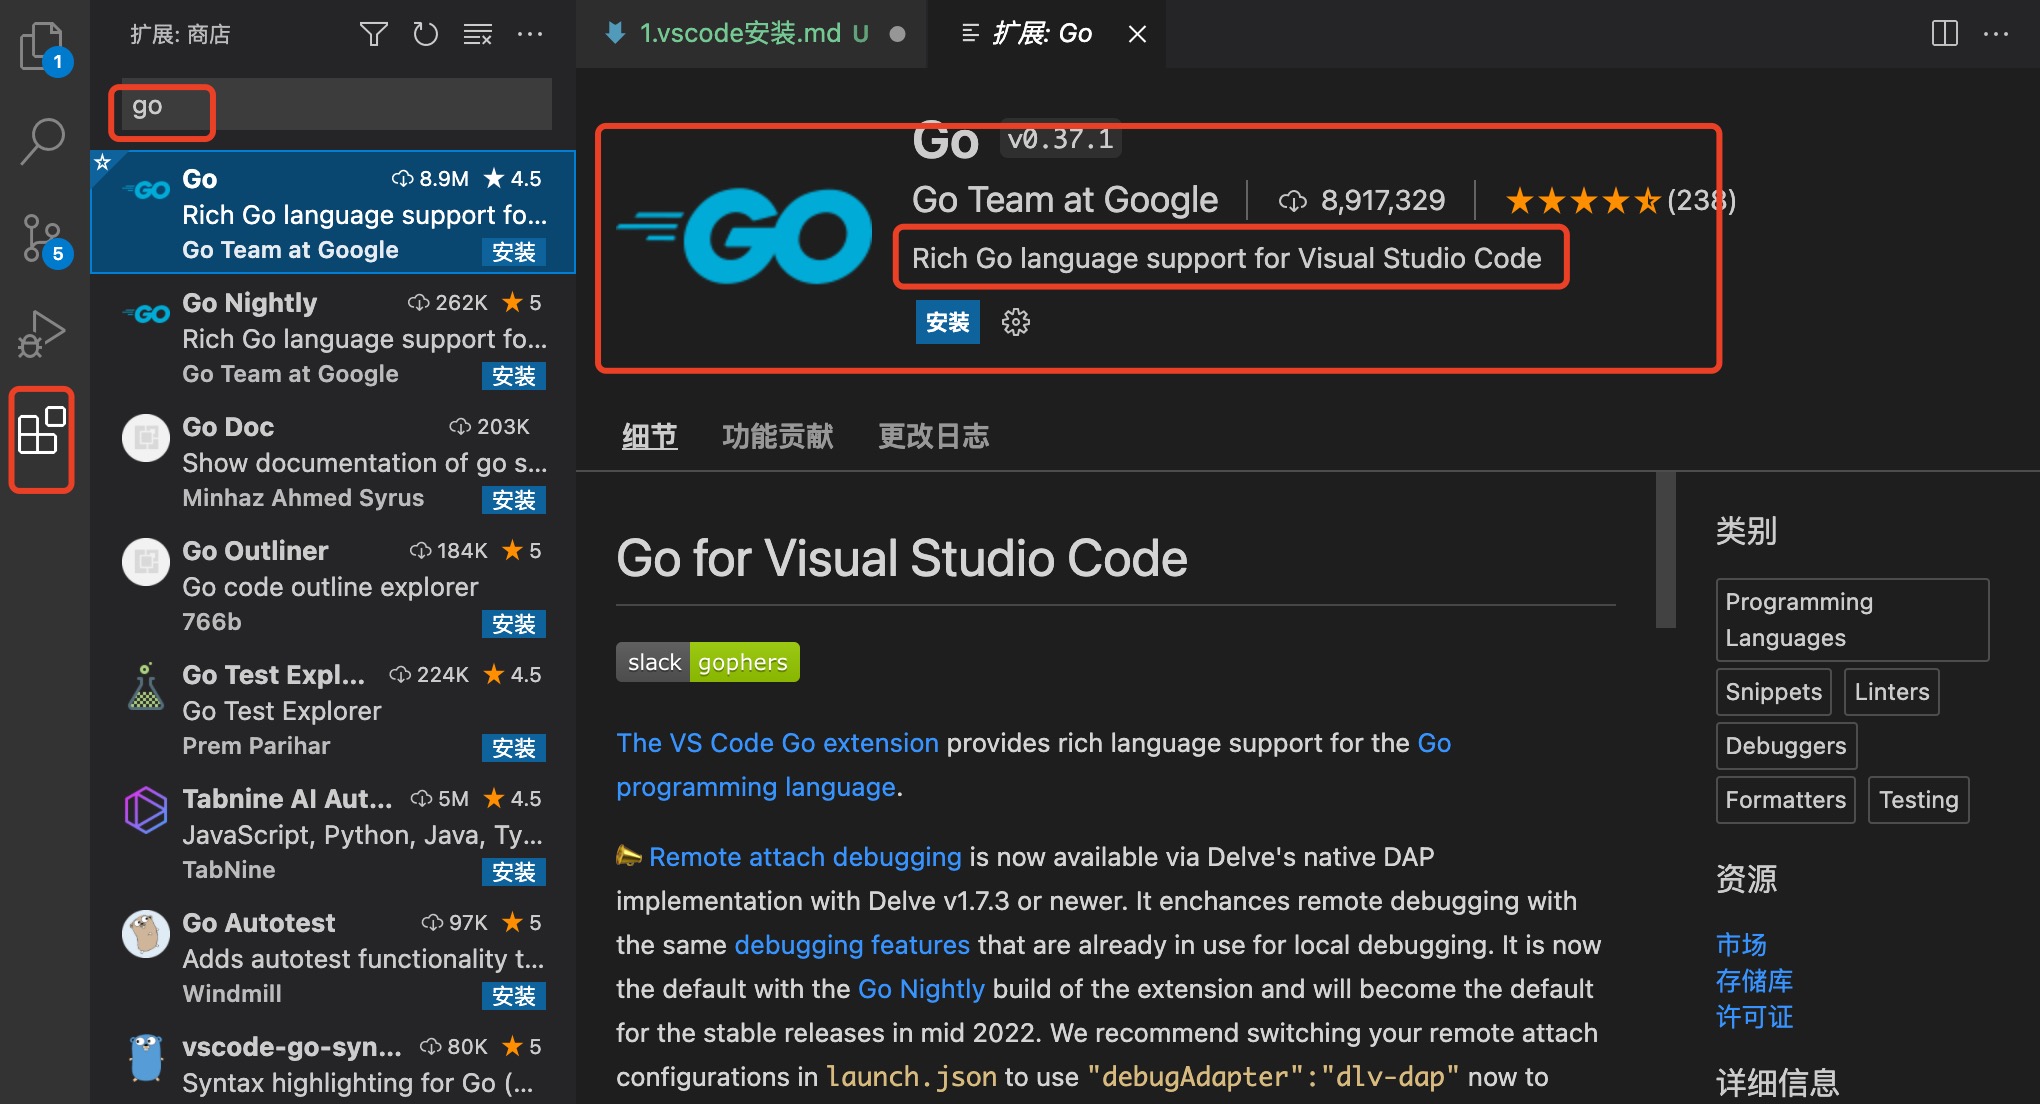 扩展: 商店
1.vscode安装.md U
扩展: Go
1
go
5
Go 8.9M 4.5
Rich Go language support fo...
Go Team at Google 安装
Go Nightly 262K 5
Rich Go language support fo...
Go Team at Google 安装
Go Doc 203K
Show documentation of go s...
Minhaz Ahmed Syrus 安装
Go Outliner 184K 5
Go code outline explorer
766b 安装
Go Test Expl... 224K 4.5
Go Test Explorer
Prem Parihar 安装
Tabnine AI Aut... 5M 4.5
JavaScript, Python, Java, Ty...
TabNine 安装
Go Autotest 97K 5
Adds autotest functionality t...
Windmill 安装
vscode-go-syn... 80K 5
Syntax highlighting for Go (...
GO
Go v0.37.1
Go Team at Google 8,917,329 (238)
Rich Go language support for Visual Studio Code
安装
细节 功能贡献 更改日志
Go for Visual Studio Code
slack gophers
The VS Code Go extension provides rich language support for the Go
programming language.
Remote attach debugging is now available via Delve's native DAP
implementation with Delve v1.7.3 or newer. It enchances remote debugging with
the same debugging features that are already in use for local debugging. It is now
the default with the Go Nightly build of the extension and will become the default
for the stable releases in mid 2022. We recommend switching your remote attach
configurations in launch.json to use "debugAdapter":"dlv-dap" now to
类别
Programming
Languages
Snippets Linters
Debuggers
Formatters Testing
资源
市场
存储库
许可证
详细信息